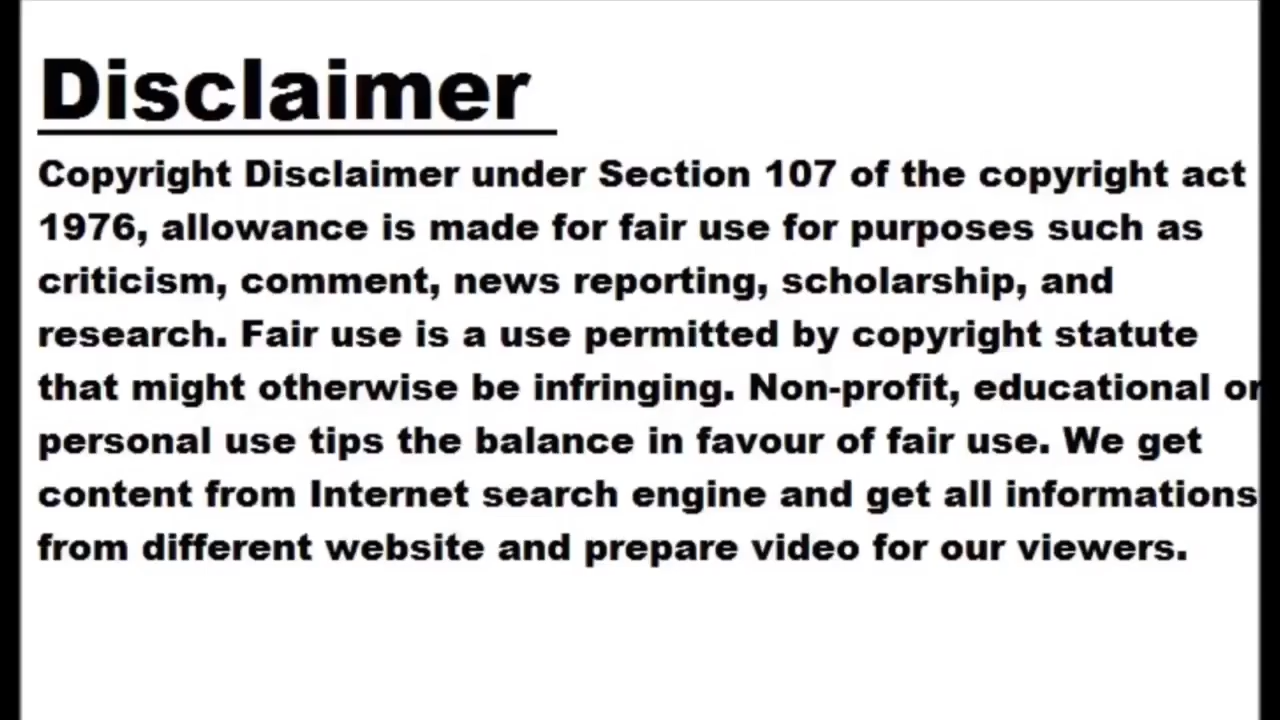 Disclaimer
Copyright Disclaimer under Section 107 of the copyright act
1976, allowance is made for fair use for purposes such as
criticism, comment, news reporting, scholarship, and
research. Fair use is a use permitted by copyright statute
that might otherwise be infringing. Non-profit, educational or
personal use tips the balance in favour of fair use. We get
content from Internet search engine and get all informations
from different website and prepare video for our viewers.